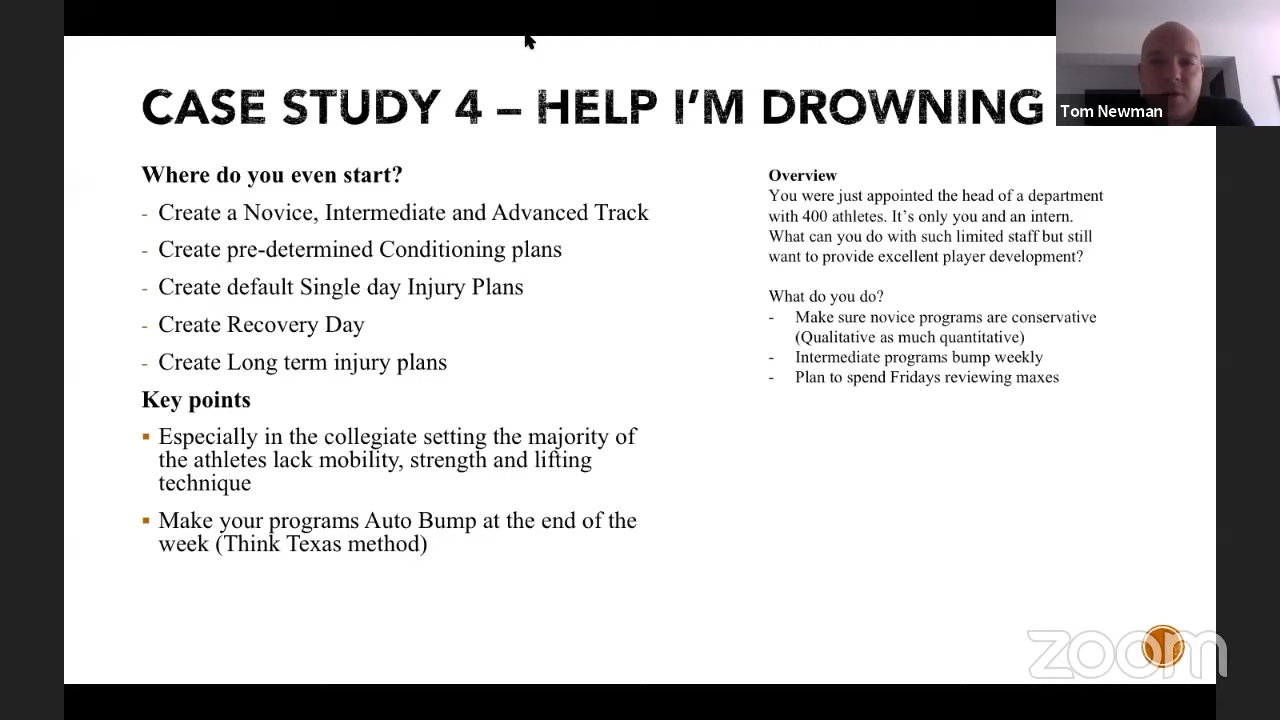 CASE STUDY 4 – HELP I'M DROWNING
Tom Newman
Where do you even start?
- Create a Novice, Intermediate and Advanced Track
- Create pre-determined Conditioning plans
- Create default Single day Injury Plans
- Create Recovery Day
- Create Long term injury plans
Key points
▪ Especially in the collegiate setting the majority of
the athletes lack mobility, strength and lifting
technique
▪ Make your programs Auto Bump at the end of the
week (Think Texas method)
Overview
You were just appointed the head of a department
with 400 athletes. It's only you and an intern.
What can you do with such limited staff but still
want to provide excellent player development?
What do you do?
- Make sure novice programs are conservative
(Qualitative as much quantitative)
- Intermediate programs bump weekly
- Plan to spend Fridays reviewing maxes
zoom